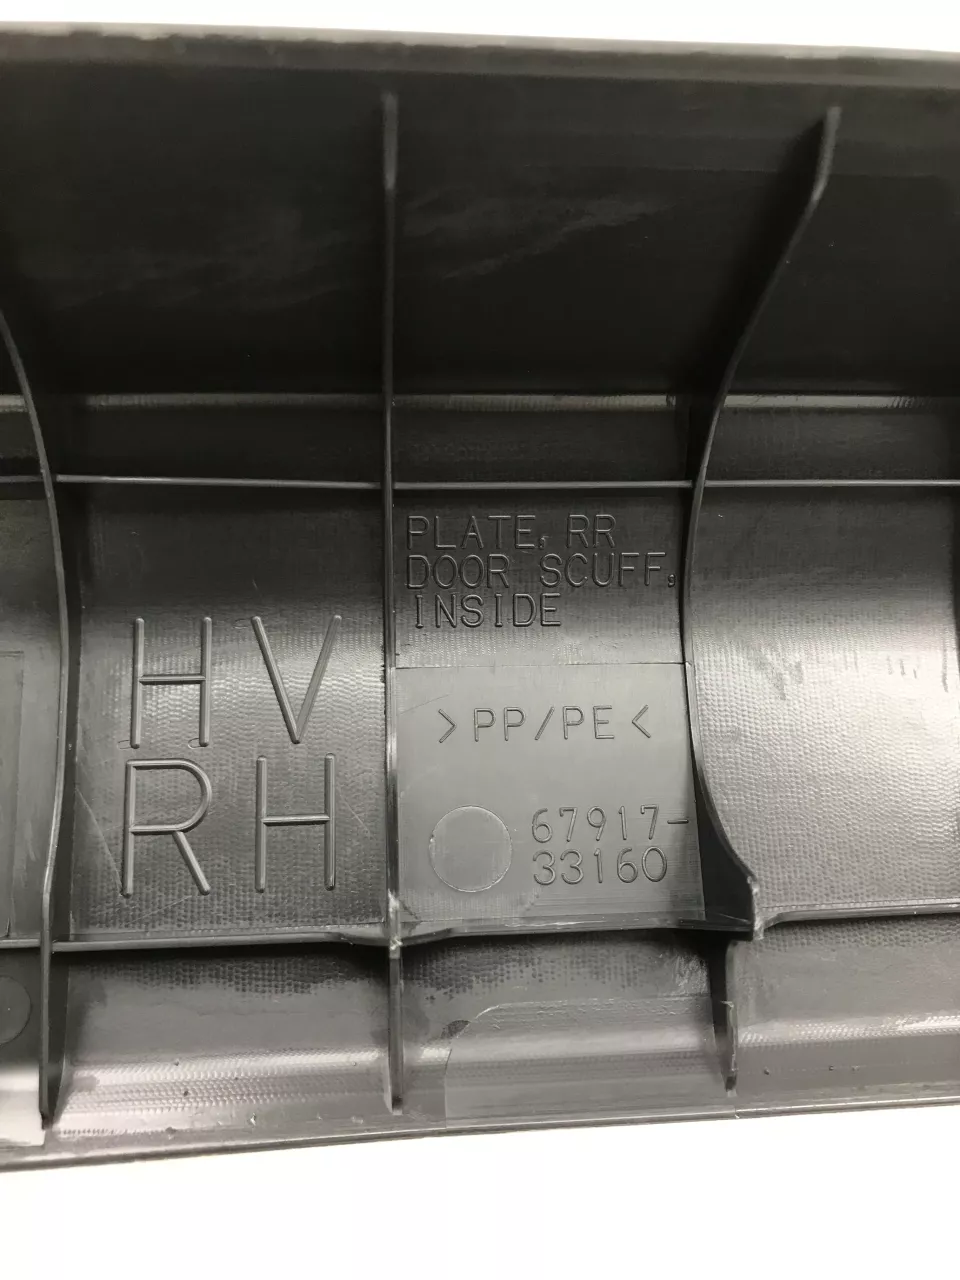 PLATE, RR
DOOR SCUFF,
INSIDE
HV
RH
>PP/PE<
67917-
33160